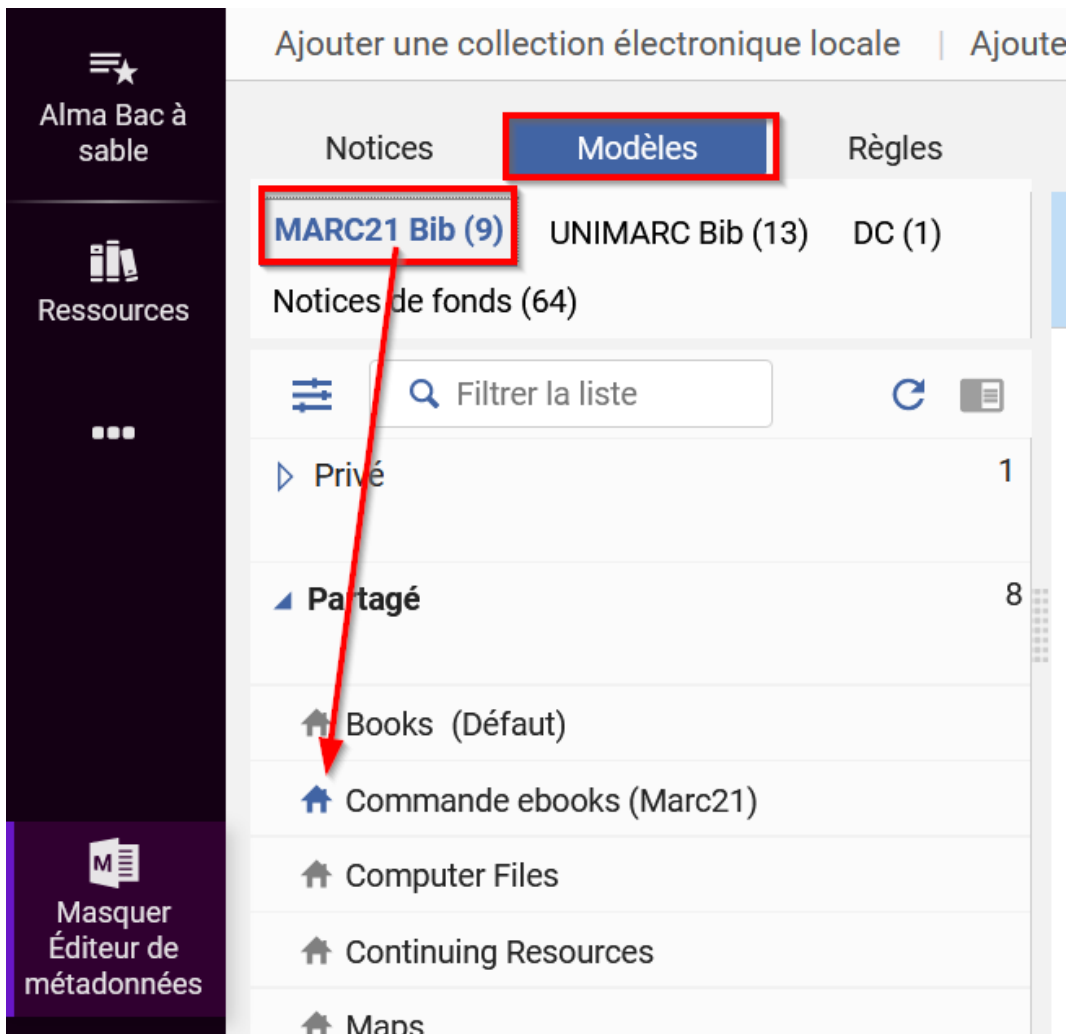 Ajouter une collection électronique locale | Ajoute
Alma Bac à
sable
Ressources
Notices Modèles Règles
MARC21 Bib (9) UNIMARC Bib (13) DC (1)
Notices de fonds (64)
Filtrer la liste
Privé 1
Partagé 8
Books (Défaut)
Commande ebooks (Marc21)
Computer Files
Continuing Resources
Maps
M
Masquer
Éditeur de
métadonnées